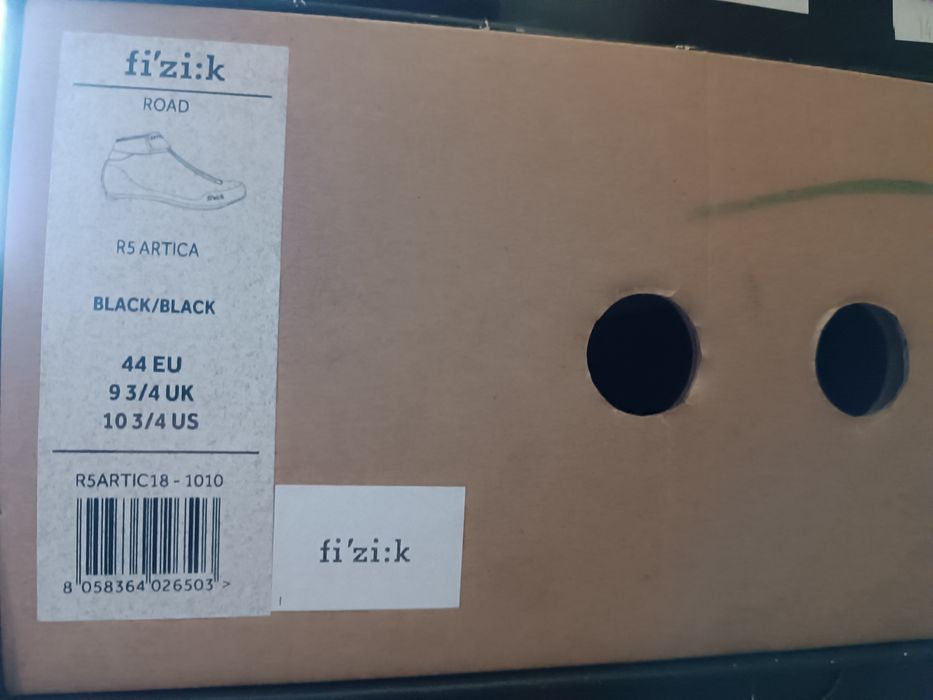 fi'zi:k
ROAD
R5 ARTICA
BLACK/BLACK
44 EU
9 3/4 UK
10 3/4 US
R5ARTIC18 - 1010
8 058364 026503 >
fi'zi:k